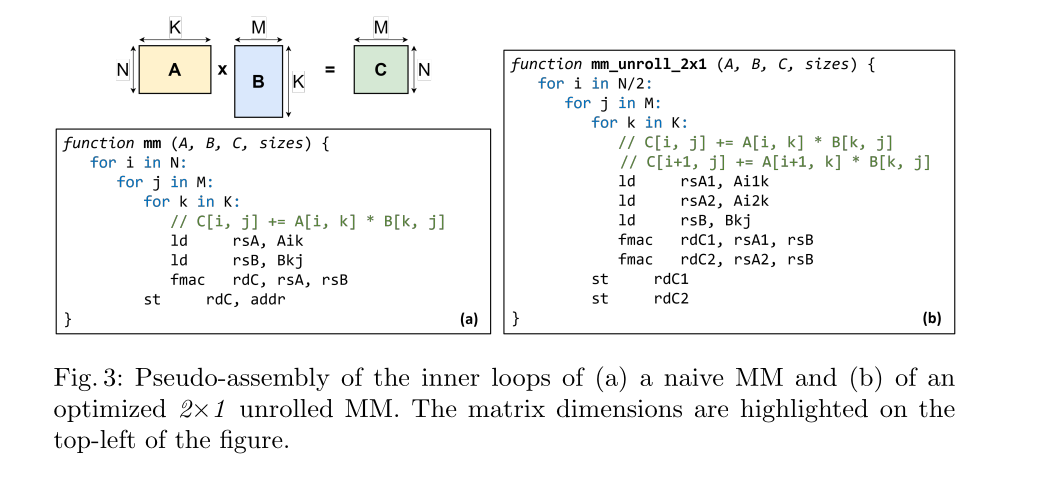 K
M
M
N
A
x
B
K
=
C
N
function mm (A, B, C, sizes) {
for i in N:
for j in M:
for k in K:
// C[i, j] += A[i, k] * B[k, j]
ld rsA, Aik
ld rsB, Bkj
fmac rdC, rsA, rsB
st rdC, addr
}
(a)
function mm_unroll_2x1 (A, B, C, sizes) {
for i in N/2:
for j in M:
for k in K:
// C[i, j] += A[i, k] * B[k, j]
// C[i+1, j] += A[i+1, k] * B[k, j]
ld rsA1, Ai1k
ld rsA2, Ai2k
ld rsB, Bkj
fmac rdC1, rsA1, rsB
fmac rdC2, rsA2, rsB
st rdC1
st rdC2
}
(b)
Fig. 3: Pseudo-assembly of the inner loops of (a) a naive MM and (b) of an
optimized 2×1 unrolled MM. The matrix dimensions are highlighted on the
top-left of the figure.